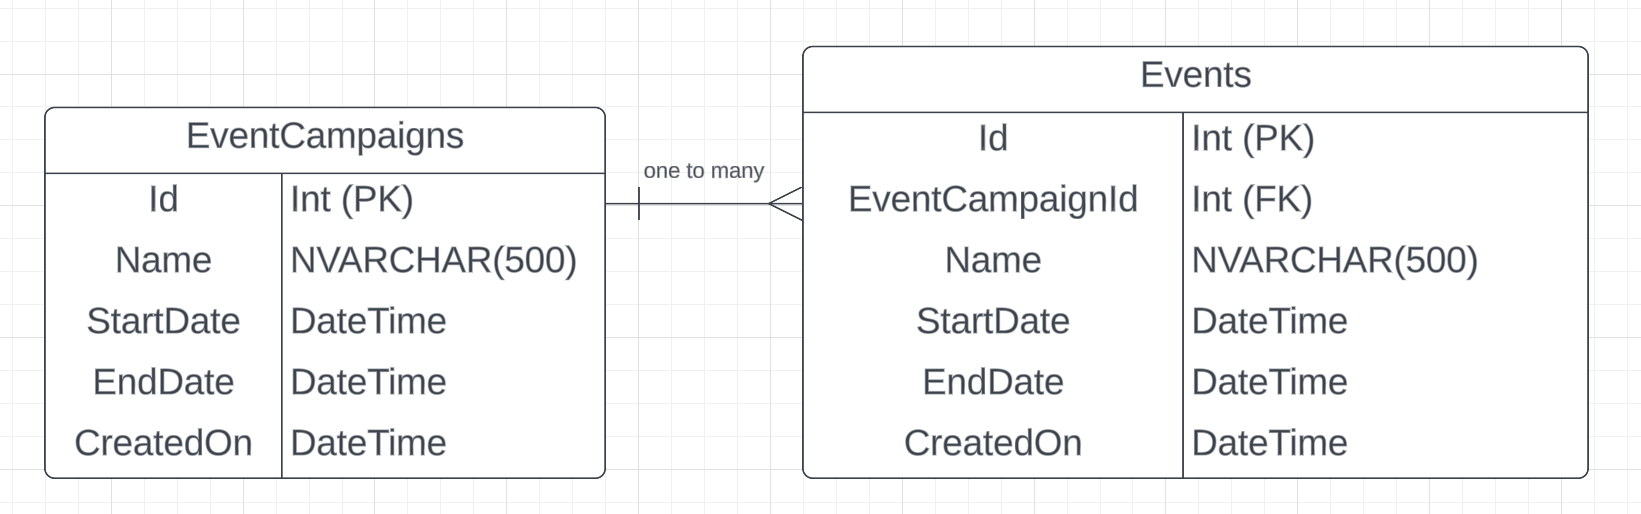 EventCampaigns
Id Int (PK)
Name NVARCHAR(500)
StartDate DateTime
EndDate DateTime
CreatedOn DateTime
one to many
Events
Id Int (PK)
EventCampaignId Int (FK)
Name NVARCHAR(500)
StartDate DateTime
EndDate DateTime
CreatedOn DateTime